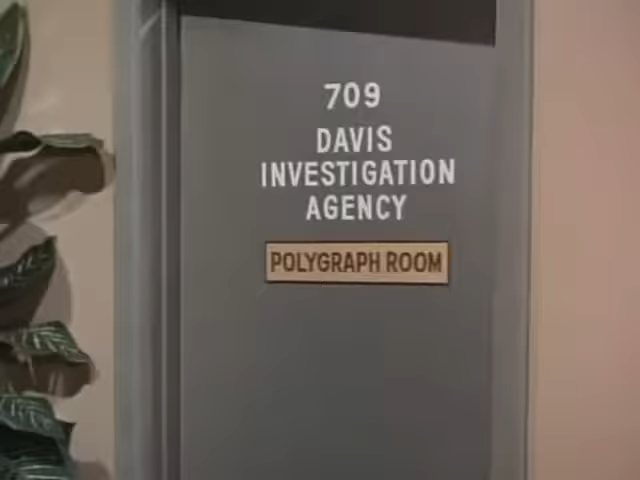 709
DAVIS
INVESTIGATION
AGENCY
POLYGRAPH ROOM